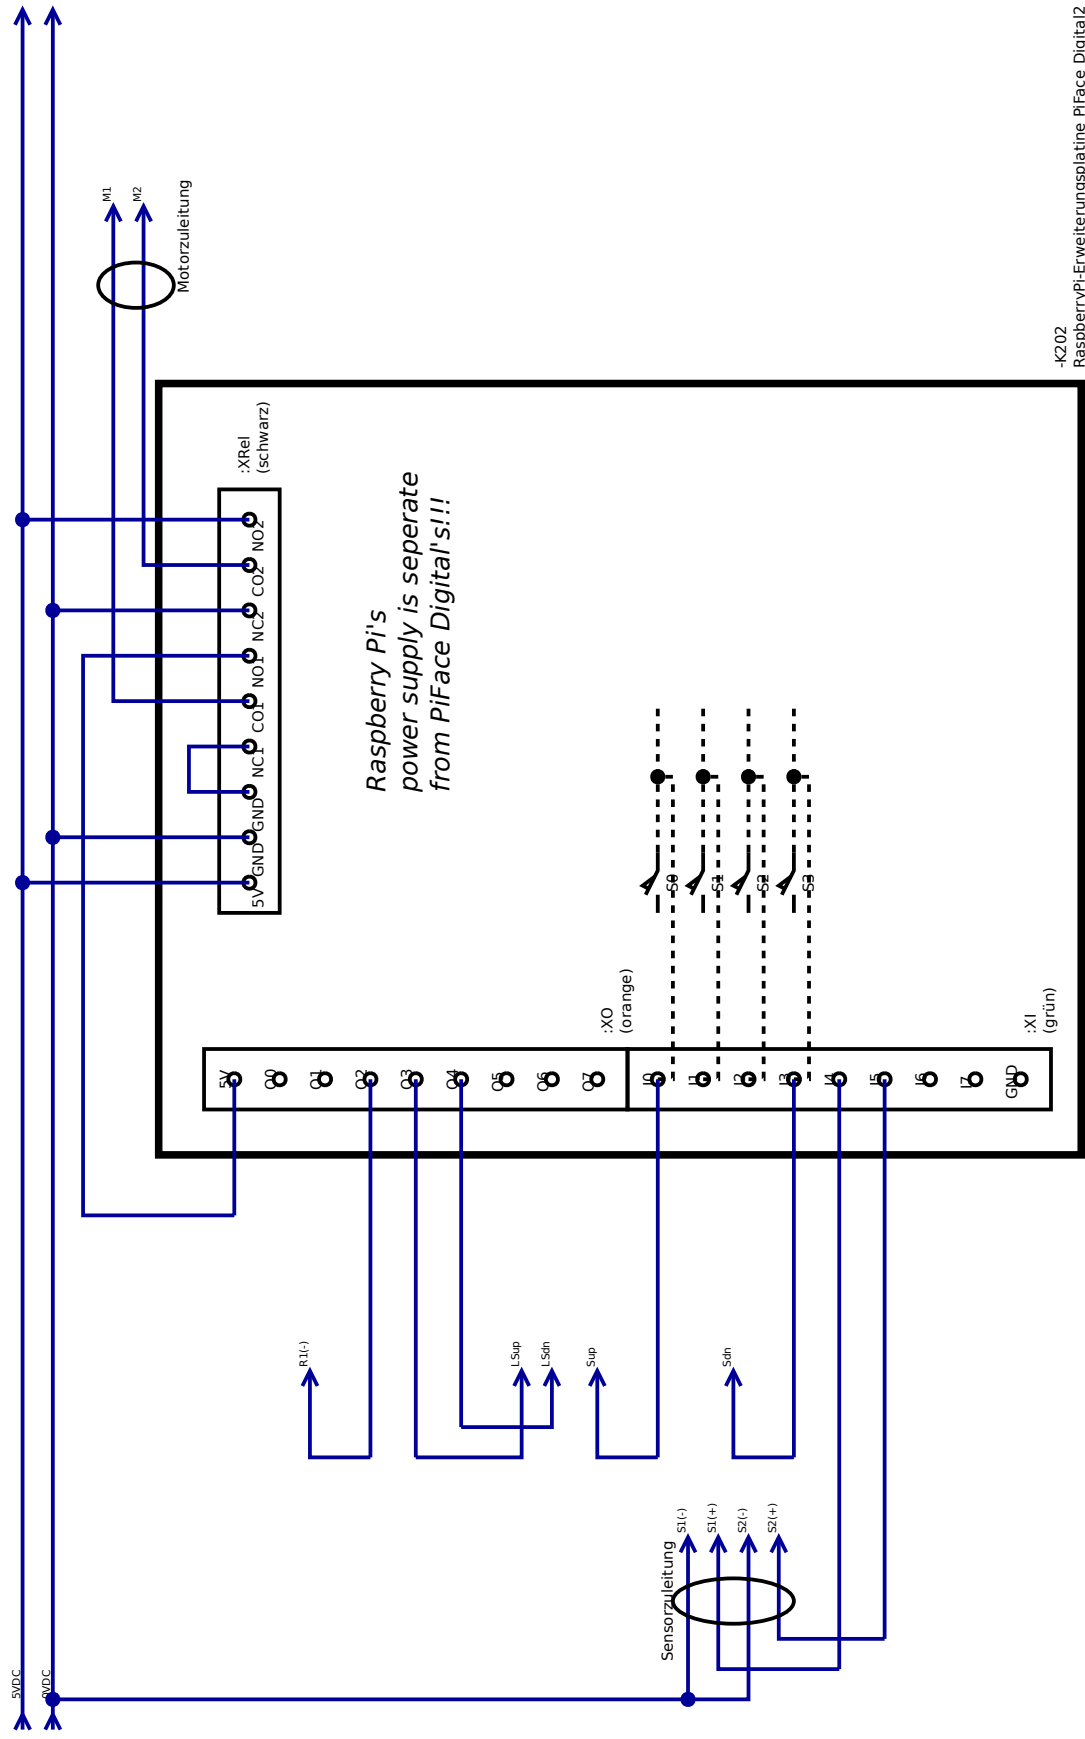 5VDC
0VDC
M1
M2
Motorzuleitung
-K202
RaspberryPi-Erweiterungsplatine PiFace Digital2
:XRel
(schwarz)
5V
GND
GND
NC1
CO1
NO1
NC2
CO2
NO2
Raspberry Pi's
power supply is seperate
from PiFace Digital's!!!
S0
S1
S2
S3
:XO
(orange)
:XI
(grün)
5V
O0
O1
O2
O3
O4
O5
O6
O7
I0
I1
I2
I3
I4
I5
I6
I7
GND
R1(-)
LSup
LSdn
Sup
Sdn
Sensorzuleitung
S1(-)
S1(+)
S2(-)
S2(+)